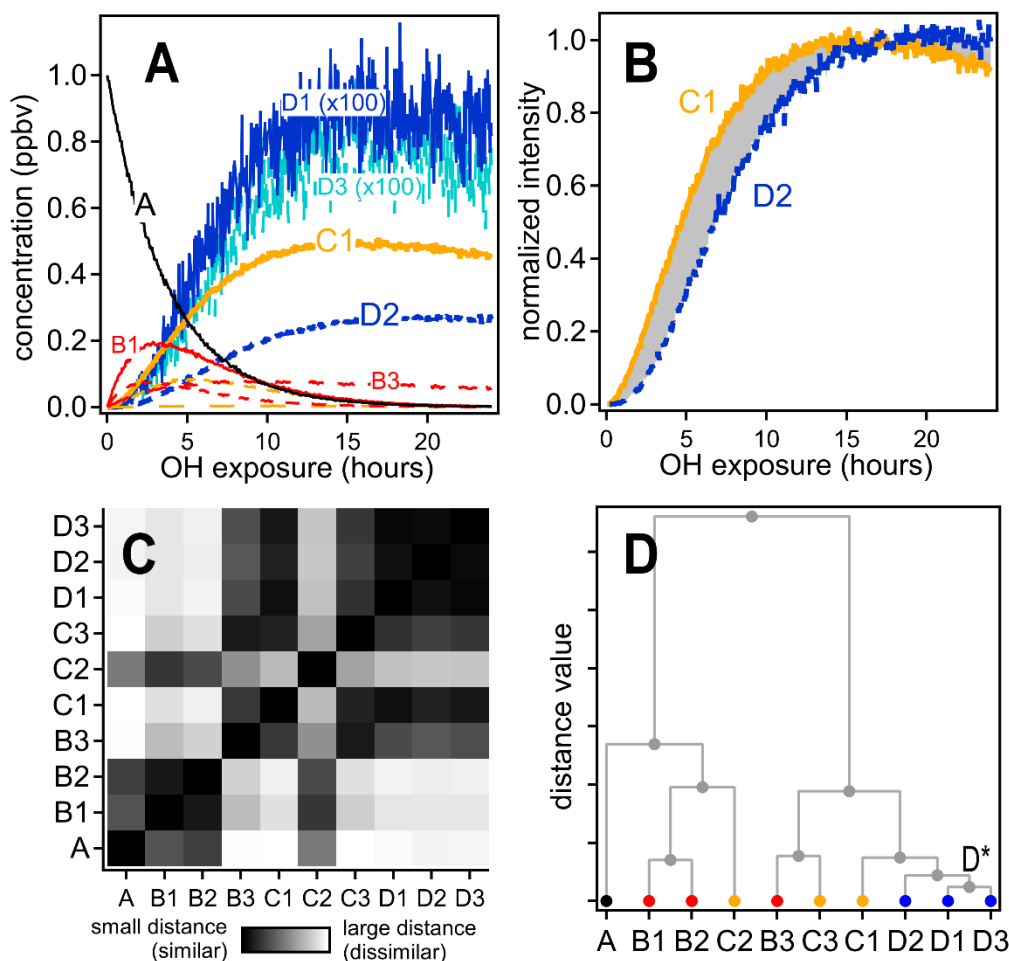 A
concentration (ppbv)
1.0
0.8
0.6
0.4
0.2
0.0
D1 (x100)
D3 (x100)
A
C1
D2
B1
B3
0
5
10
15
20
OH exposure (hours)
B
normalized intensity
1.0
0.8
0.6
0.4
0.2
0.0
C1
D2
0
5
10
15
20
OH exposure (hours)
C
D3
D2
D1
C3
C2
C1
B3
B2
B1
A
A B1 B2 B3 C1 C2 C3 D1 D2 D3
small distance
(similar)
large distance
(dissimilar)
D
distance value
D*
A B1 B2 C2 B3 C3 C1 D2 D1 D3